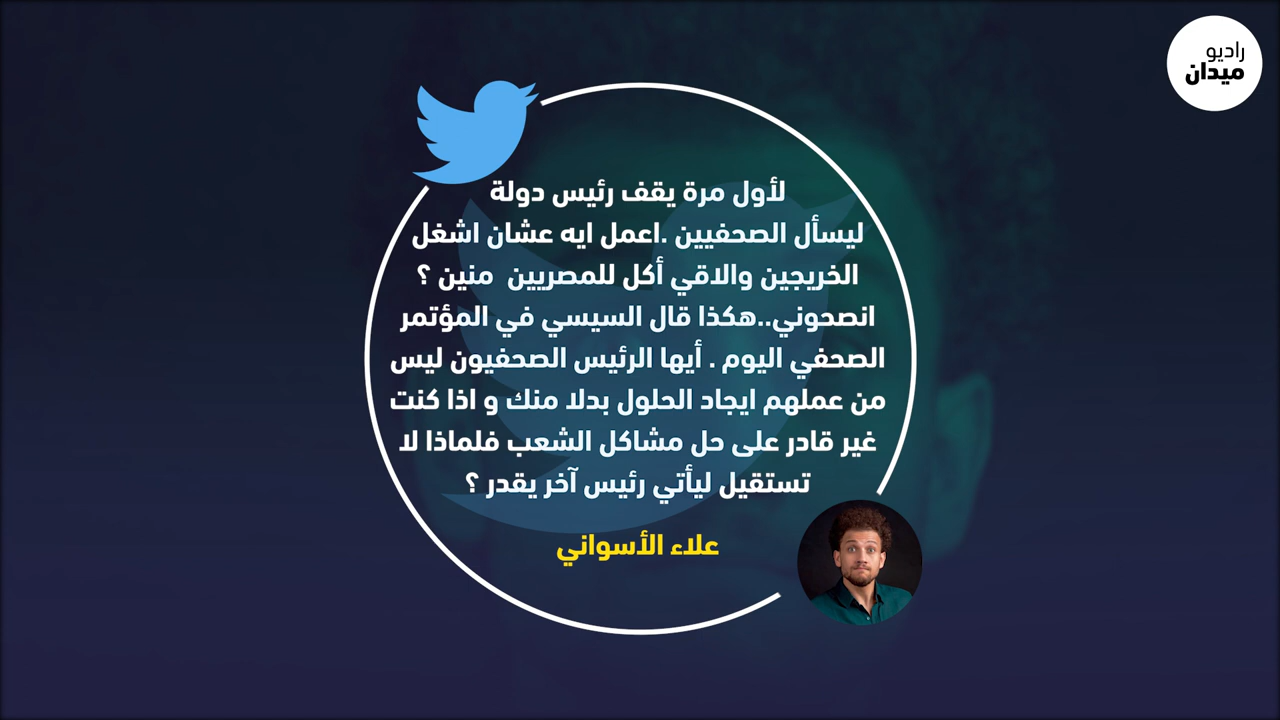 راديو
ميدان
لأول مرة يقف رئيس دولة
ليسأل الصحفيين .اعمل ايه عشان اشغل
الخريجين والاقي أكل للمصريين منين ؟
انصحوني..هكذا قال السيسي في المؤتمر
الصحفي اليوم . أيها الرئيس الصحفيون ليس
من عملهم ايجاد الحلول بدلا منك و اذا كنت
غير قادر على حل مشاكل الشعب فلماذا لا
تستقيل ليأتي رئيس آخر يقدر ؟
علاء الأسواني